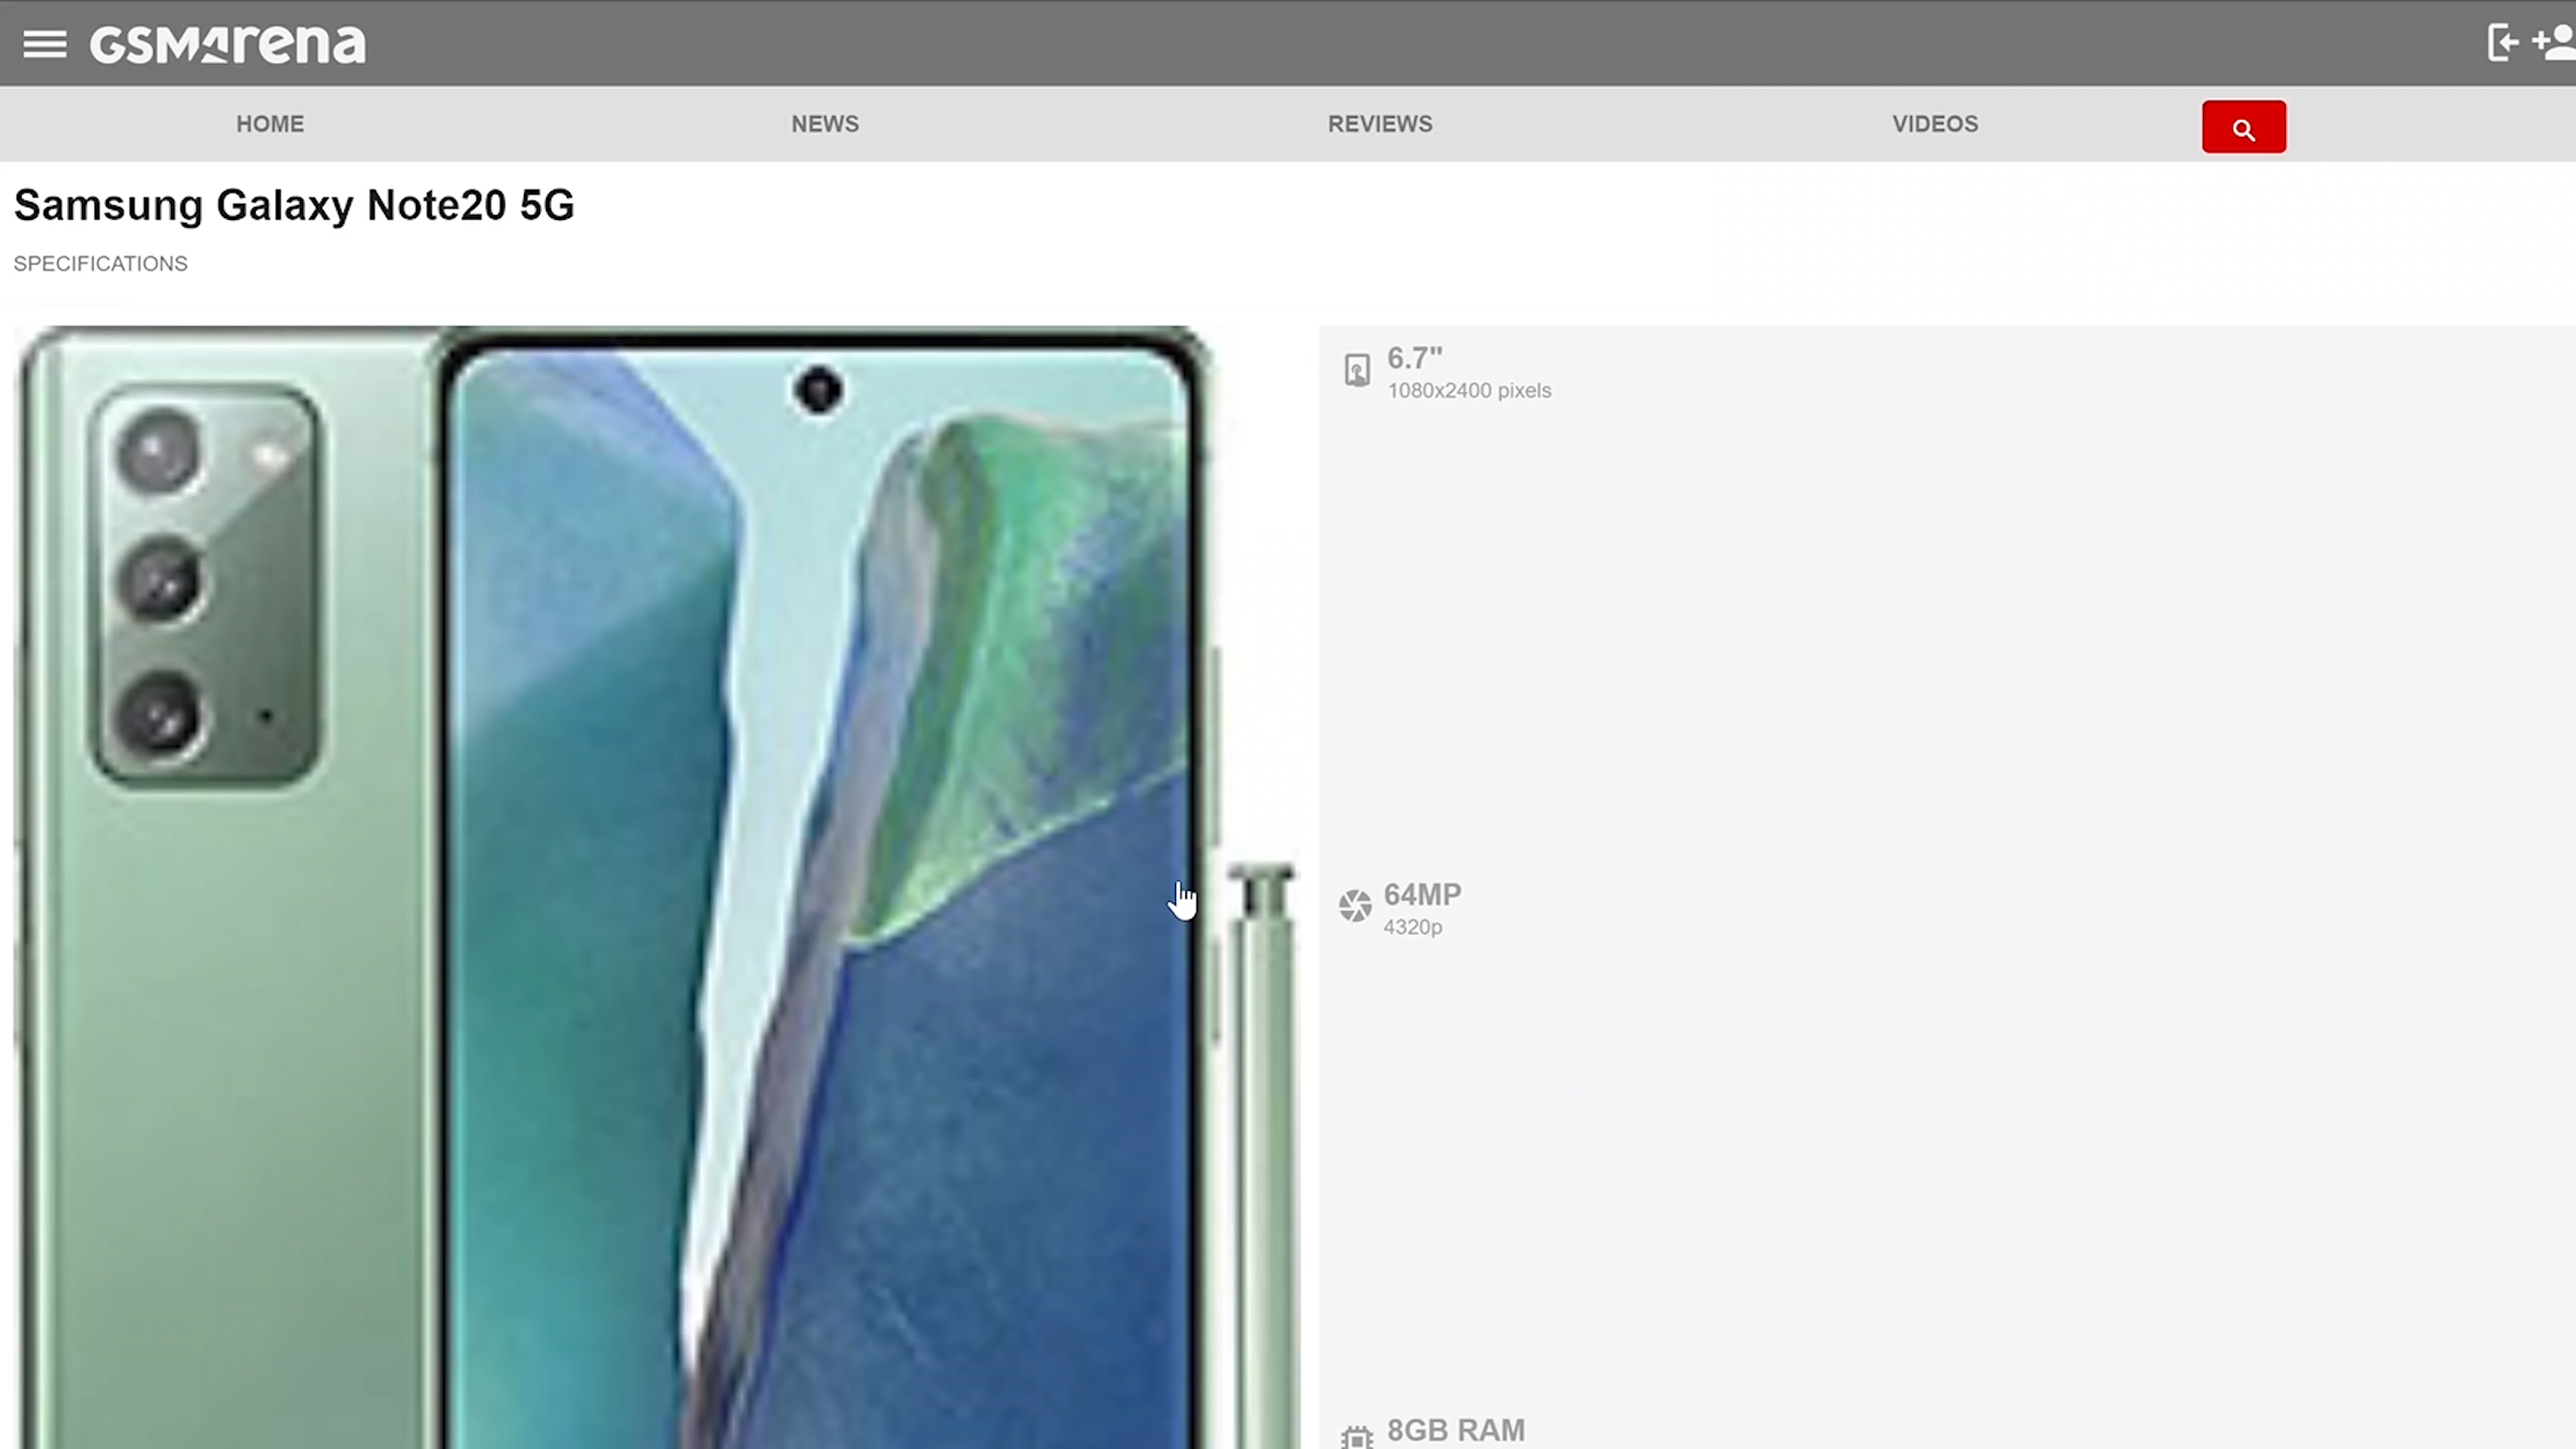 GSMArena
HOME
NEWS
REVIEWS
VIDEOS
Samsung Galaxy Note20 5G
SPECIFICATIONS
6.7"
1080x2400 pixels
64MP
4320p
8GB RAM